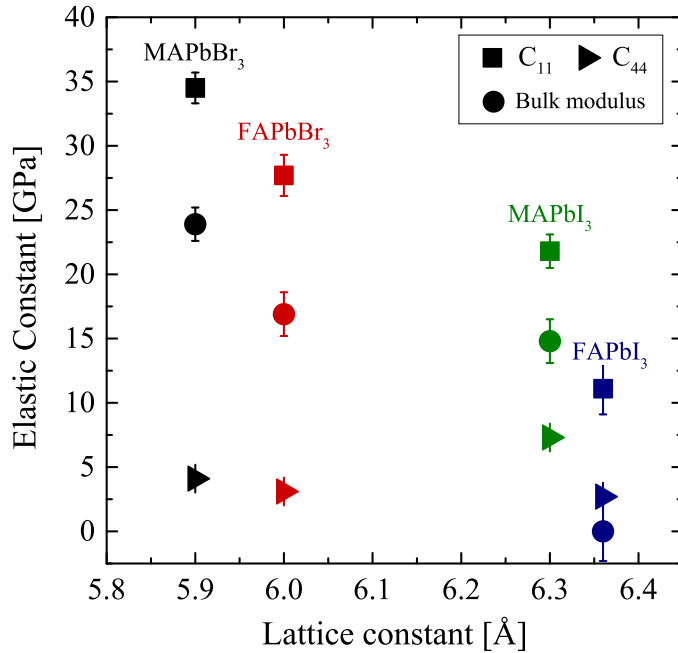 Elastic Constant [GPa]
40
35
30
25
20
15
10
5
0
MAPbBr₃
FAPbBr₃
MAPbI₃
FAPbI₃
C₁₁ C₄₄
Bulk modulus
5.8 5.9 6.0 6.1 6.2 6.3 6.4
Lattice constant [Å]